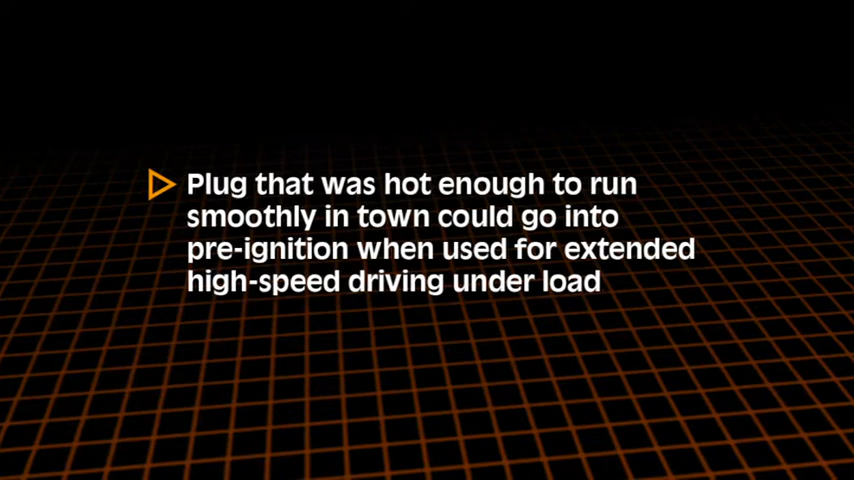 Plug that was hot enough to run
smoothly in town could go into
pre-ignition when used for extended
high-speed driving under load